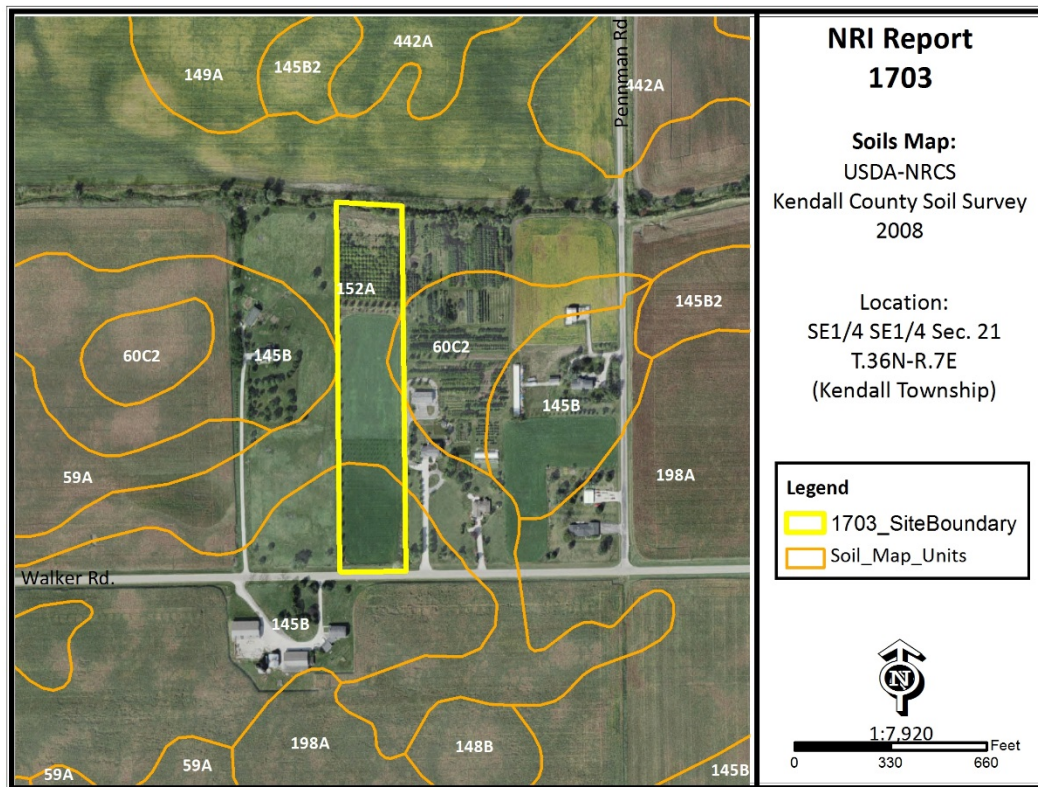 442A
149A
145B2
Pennman Rd
442A
152A
145B2
60C2
145B
60C2
145B
59A
198A
Walker Rd.
145B
198A
148B
59A
59A
145B
NRI Report
1703
Soils Map:
USDA-NRCS
Kendall County Soil Survey
2008
Location:
SE1/4 SE1/4 Sec. 21
T.36N-R.7E
(Kendall Township)
Legend
1703_SiteBoundary
Soil_Map_Units
N
1:7,920
Feet
0 330 660